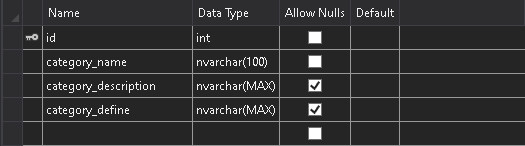 Name Data Type Allow Nulls Default
id int
category_name nvarchar(100)
category_description nvarchar(MAX)
category_define nvarchar(MAX)